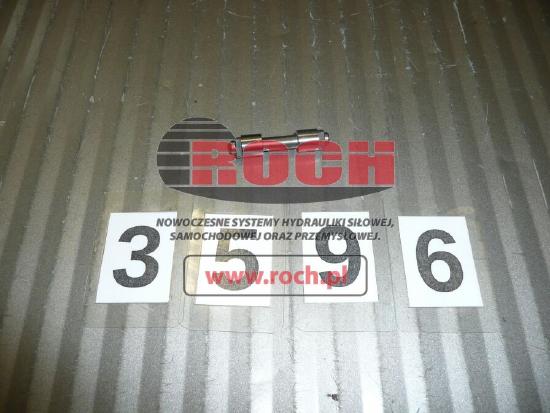 ROCH
NOWOCZESNE SYSTEMY HYDRAULIKI SIŁOWEJ,
SAMOCHODOWEJ ORAZ PRZEMYSŁOWEJ.
3 5 9 6
www.roch.pl